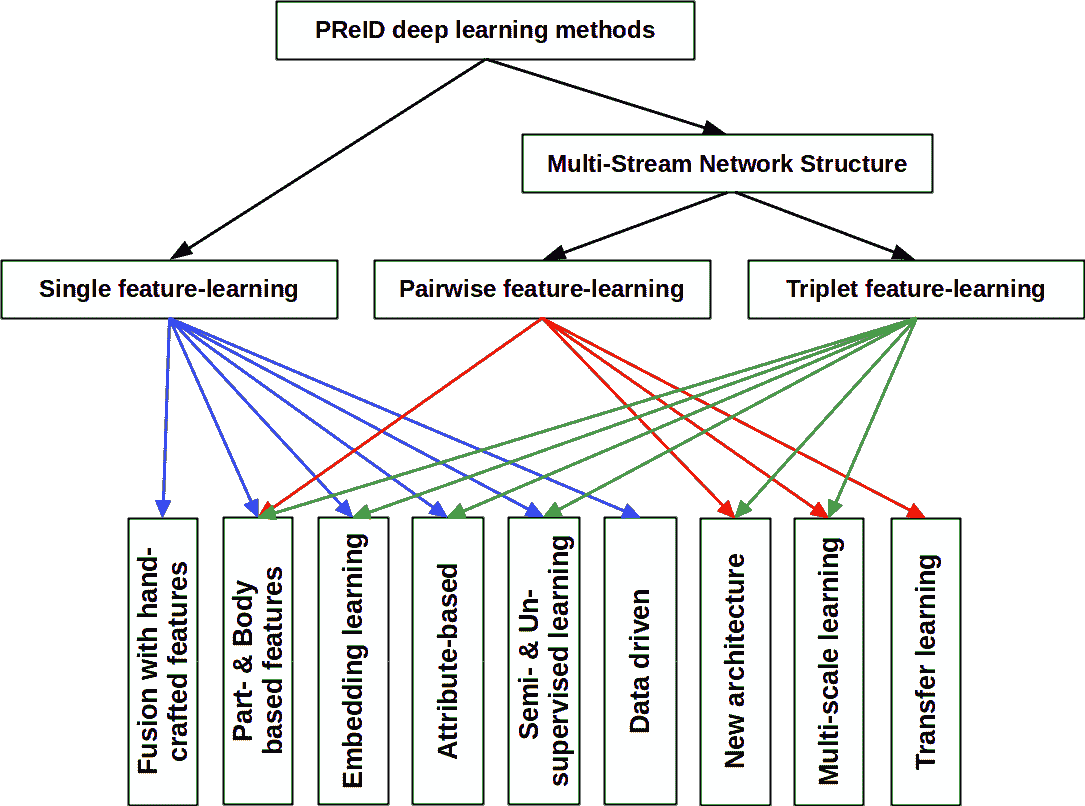 PReID deep learning methods
Multi-Stream Network Structure
Single feature-learning
Pairwise feature-learning
Triplet feature-learning
Fusion with hand-
crafted features
Part- & Body
based features
Embedding learning
Attribute-based
Semi- & Un-
supervised learning
Data driven
New architecture
Multi-scale learning
Transfer learning